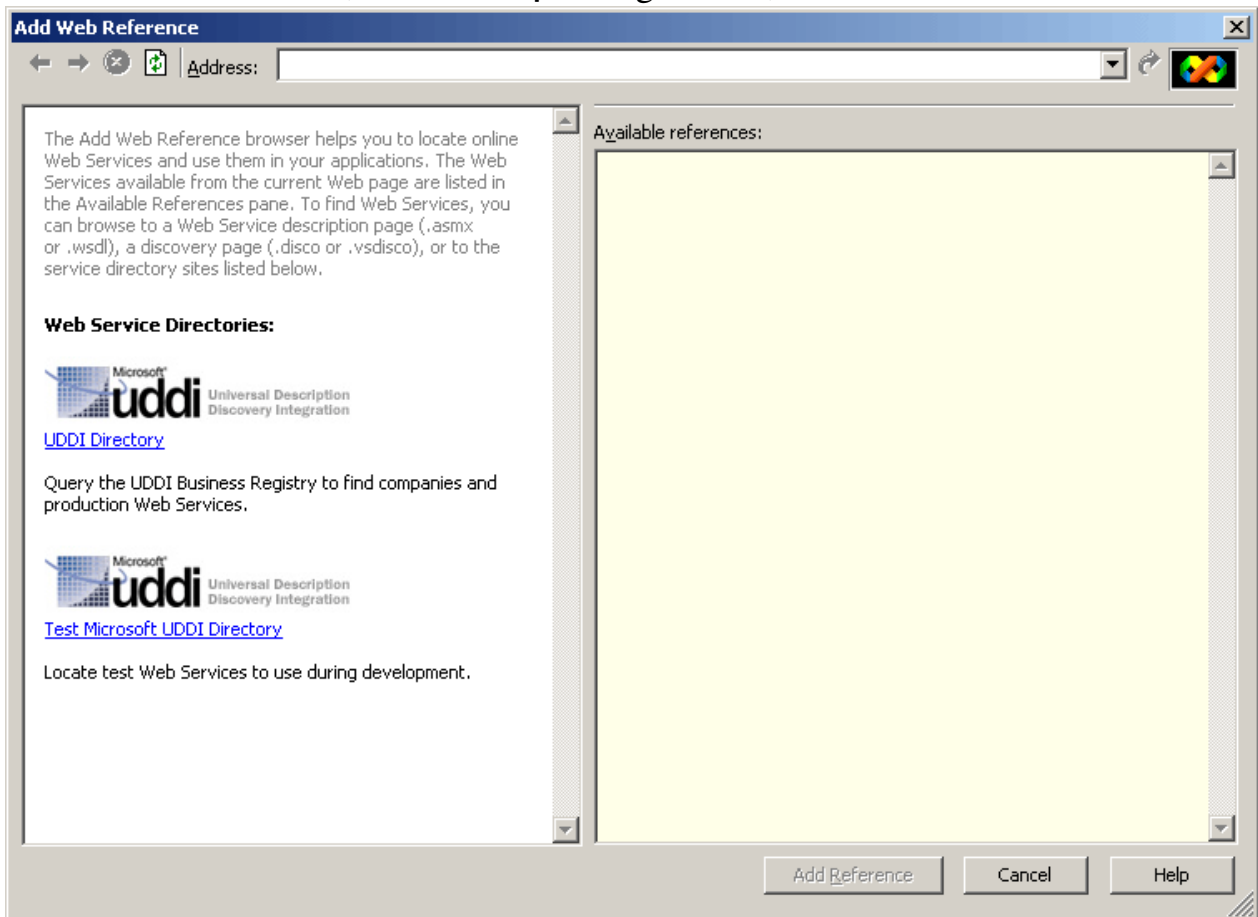 Add Web Reference
Address:
The Add Web Reference browser helps you to locate online
Web Services and use them in your applications. The Web
Services available from the current Web page are listed in
the Available References pane. To find Web Services, you
can browse to a Web Service description page (.asmx
or .wsdl), a discovery page (.disco or .vsdisco), or to the
service directory sites listed below.
Web Service Directories:
Microsoft
uddi Universal Description
Discovery Integration
UDDI Directory
Query the UDDI Business Registry to find companies and
production Web Services.
Microsoft
uddi Universal Description
Discovery Integration
Test Microsoft UDDI Directory
Locate test Web Services to use during development.
Available references:
Add Reference
Cancel
Help